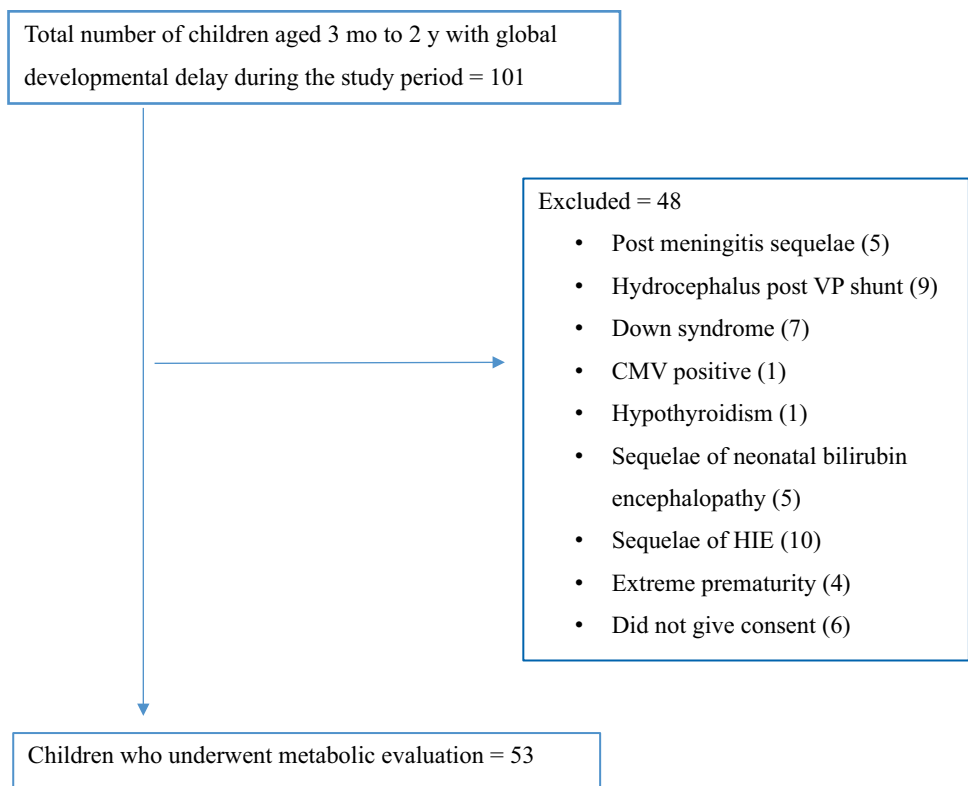 Total number of children aged 3 mo to 2 y with global
developmental delay during the study period = 101
Excluded = 48
• Post meningitis sequelae (5)
• Hydrocephalus post VP shunt (9)
• Down syndrome (7)
• CMV positive (1)
• Hypothyroidism (1)
• Sequelae of neonatal bilirubin
encephalopathy (5)
• Sequelae of HIE (10)
• Extreme prematurity (4)
• Did not give consent (6)
Children who underwent metabolic evaluation = 53